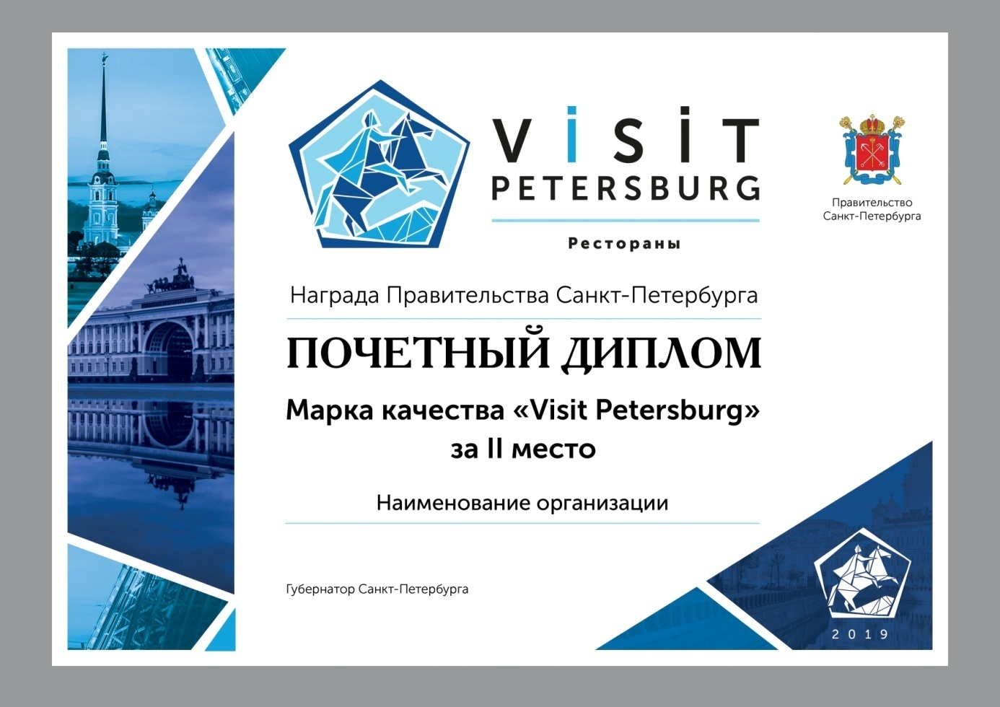 ViSiT
PETERSBURG
Рестораны
Правительство
Санкт-Петербурга
Награда Правительства Санкт-Петербурга
ПОЧЕТНЫЙ ДИПЛОМ
Марка качества «Visit Petersburg»
за II место
Наименование организации
Губернатор Санкт-Петербурга
2019